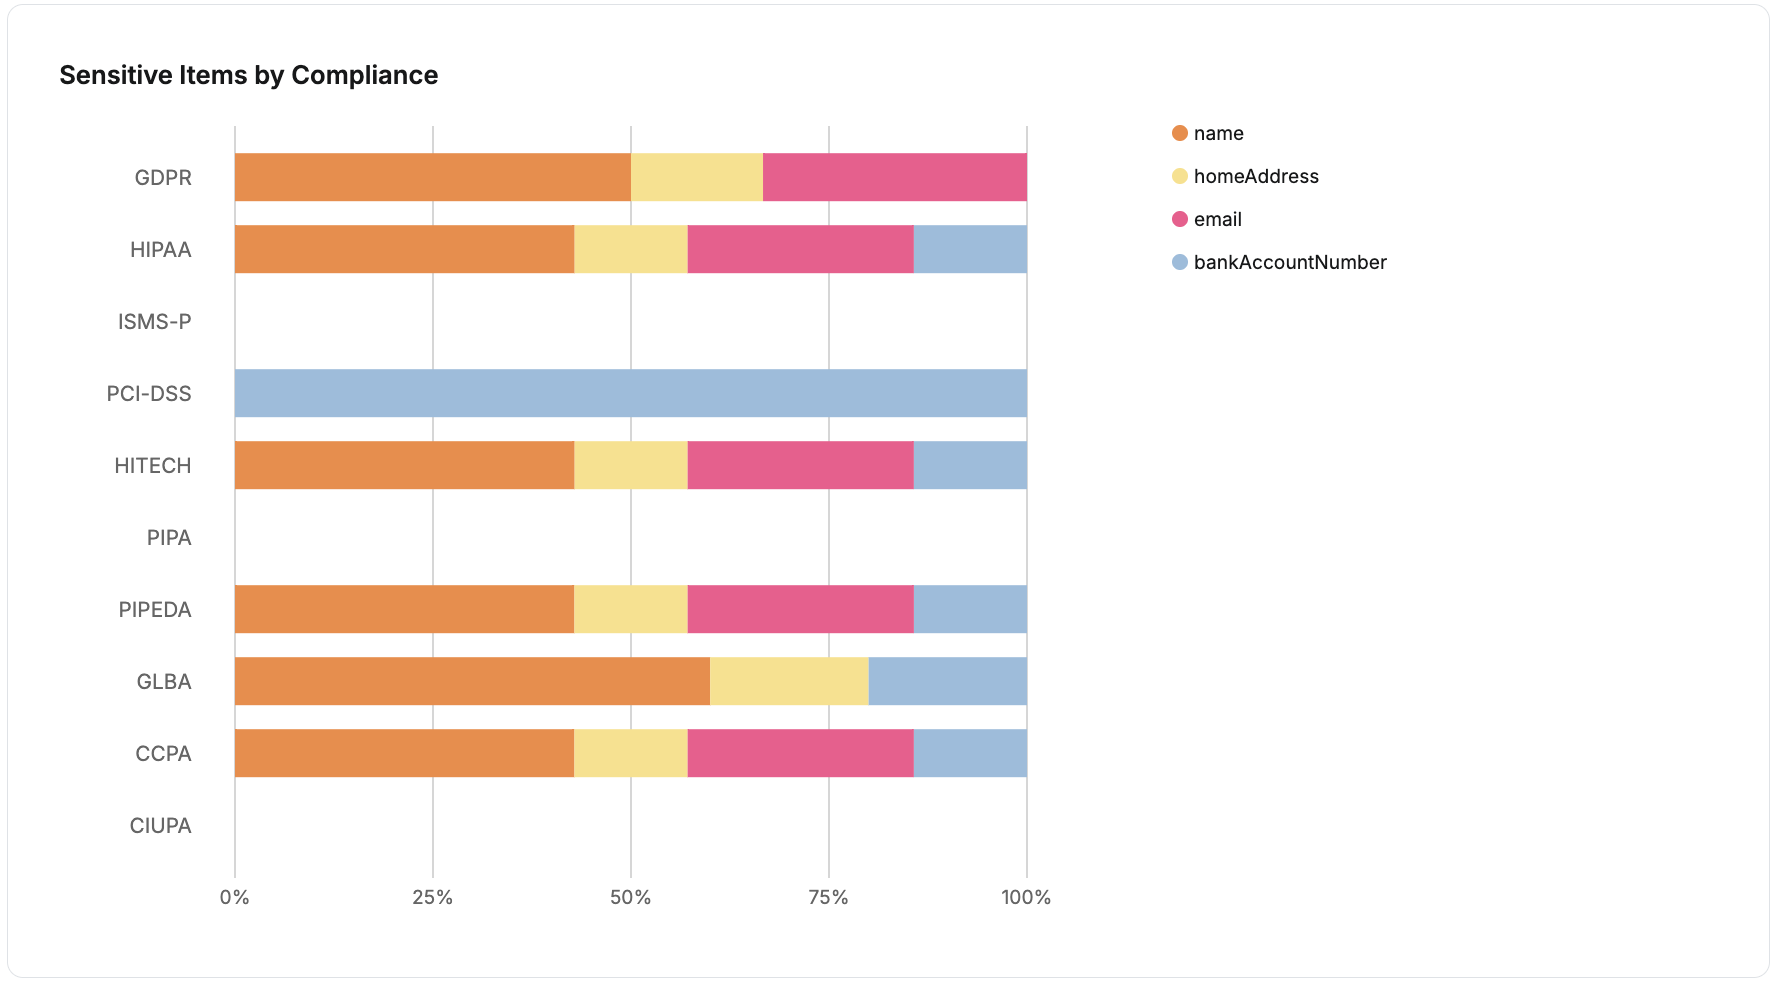 Sensitive Items by Compliance
name
homeAddress
email
bankAccountNumber
GDPR
HIPAA
ISMS-P
PCI-DSS
HITECH
PIPA
PIPEDA
GLBA
CCPA
CIUPA
0% 25% 50% 75% 100%